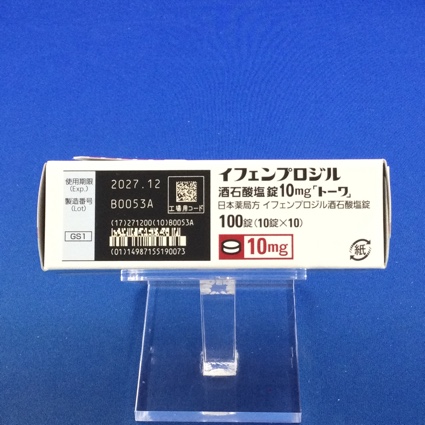 使用期限
(Exp.)
2027.12
製造番号
(Lot)
B0053A
工場用コード
GS1
(17)271200(10)B0053A
(01)14987155190073
イフェンプロジル
酒石酸塩錠10mg「トーワ」
日本薬局方 イフェンプロジル酒石酸塩錠
100錠(10錠×10)
10mg
紙